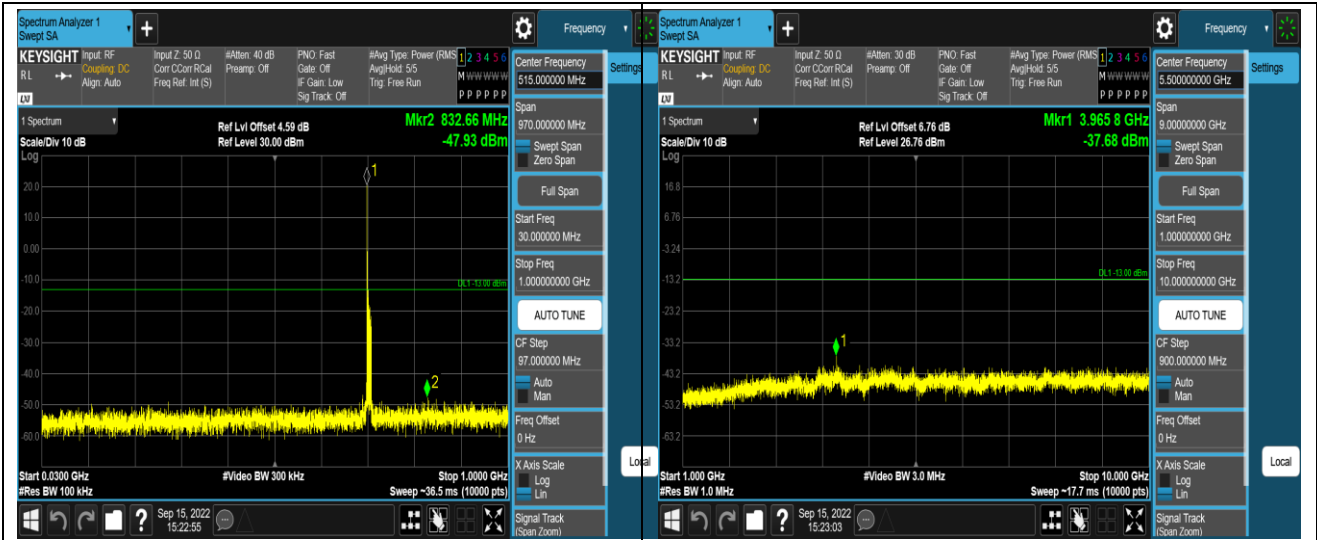 Spectrum Analyzer 1
Swept SA
Frequency
KEYSIGHT
RL
LXI
Input: RF
Coupling: DC
Align: Auto
Input Z: 50 Ω
Corr CCorr RCal
Freq Ref: Int (S)
#Atten: 40 dB
Preamp: Off
PNO: Fast
Gate: Off
IF Gain: Low
Sig Track: Off
#Avg Type: Power (RMS
Avg|Hold: 5/5
Trig: Free Run
1 2 3 4 5 6
M W W W W W
P P P P P P
Center Frequency
515.000000 MHz
Settings
Span
970.000000 MHz
Swept Span
Zero Span
Full Span
Start Freq
30.000000 MHz
Stop Freq
1.000000000 GHz
AUTO TUNE
CF Step
97.000000 MHz
Auto
Man
Freq Offset
0 Hz
X Axis Scale
Log
Lin
Signal Track
(Span Zoom)
Local
1 Spectrum
Scale/Div 10 dB
Log
Ref Lvl Offset 4.59 dB
Ref Level 30.00 dBm
Mkr2 832.66 MHz
-47.93 dBm
1
20.0
10.0
0.00
DL1 -13.00 dBm
-10.0
-20.0
-30.0
-40.0
2
-50.0
-60.0
Start 0.0300 GHz
#Res BW 100 kHz
#Video BW 300 kHz
Stop 1.0000 GHz
Sweep ~36.5 ms (10000 pts)
?
Sep 15, 2022
15:22:55
Spectrum Analyzer 1
Swept SA
Frequency
KEYSIGHT
RL
LXI
Input: RF
Coupling: DC
Align: Auto
Input Z: 50 Ω
Corr CCorr RCal
Freq Ref: Int (S)
#Atten: 30 dB
Preamp: Off
PNO: Fast
Gate: Off
IF Gain: Low
Sig Track: Off
#Avg Type: Power (RMS
Avg|Hold: 5/5
Trig: Free Run
1 2 3 4 5 6
M W W W W W
P P P P P P
Center Frequency
5.500000000 GHz
Settings
Span
9.00000000 GHz
Swept Span
Zero Span
Full Span
Start Freq
1.000000000 GHz
Stop Freq
10.000000000 GHz
AUTO TUNE
CF Step
900.000000 MHz
Auto
Man
Freq Offset
0 Hz
X Axis Scale
Log
Lin
Signal Track
(Span Zoom)
Local
1 Spectrum
Scale/Div 10 dB
Log
Ref Lvl Offset 6.76 dB
Ref Level 26.76 dBm
Mkr1 3.965 8 GHz
-37.68 dBm
16.8
6.76
-3.24
DL1 -13.00 dBm
-13.2
-23.2
-33.2
1
-43.2
-53.2
-63.2
Start 1.000 GHz
#Res BW 1.0 MHz
#Video BW 3.0 MHz
Stop 10.000 GHz
Sweep ~17.7 ms (10000 pts)
?
Sep 15, 2022
15:23:03